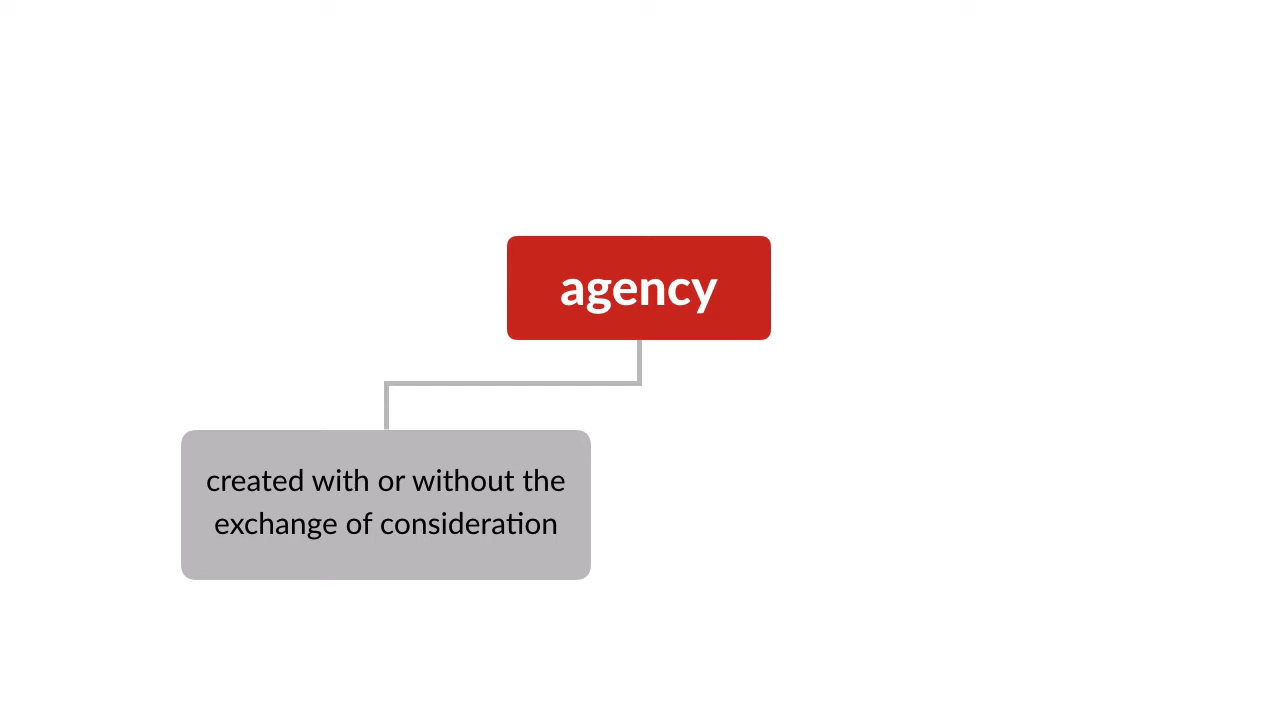 agency
created with or without the
exchange of consideration